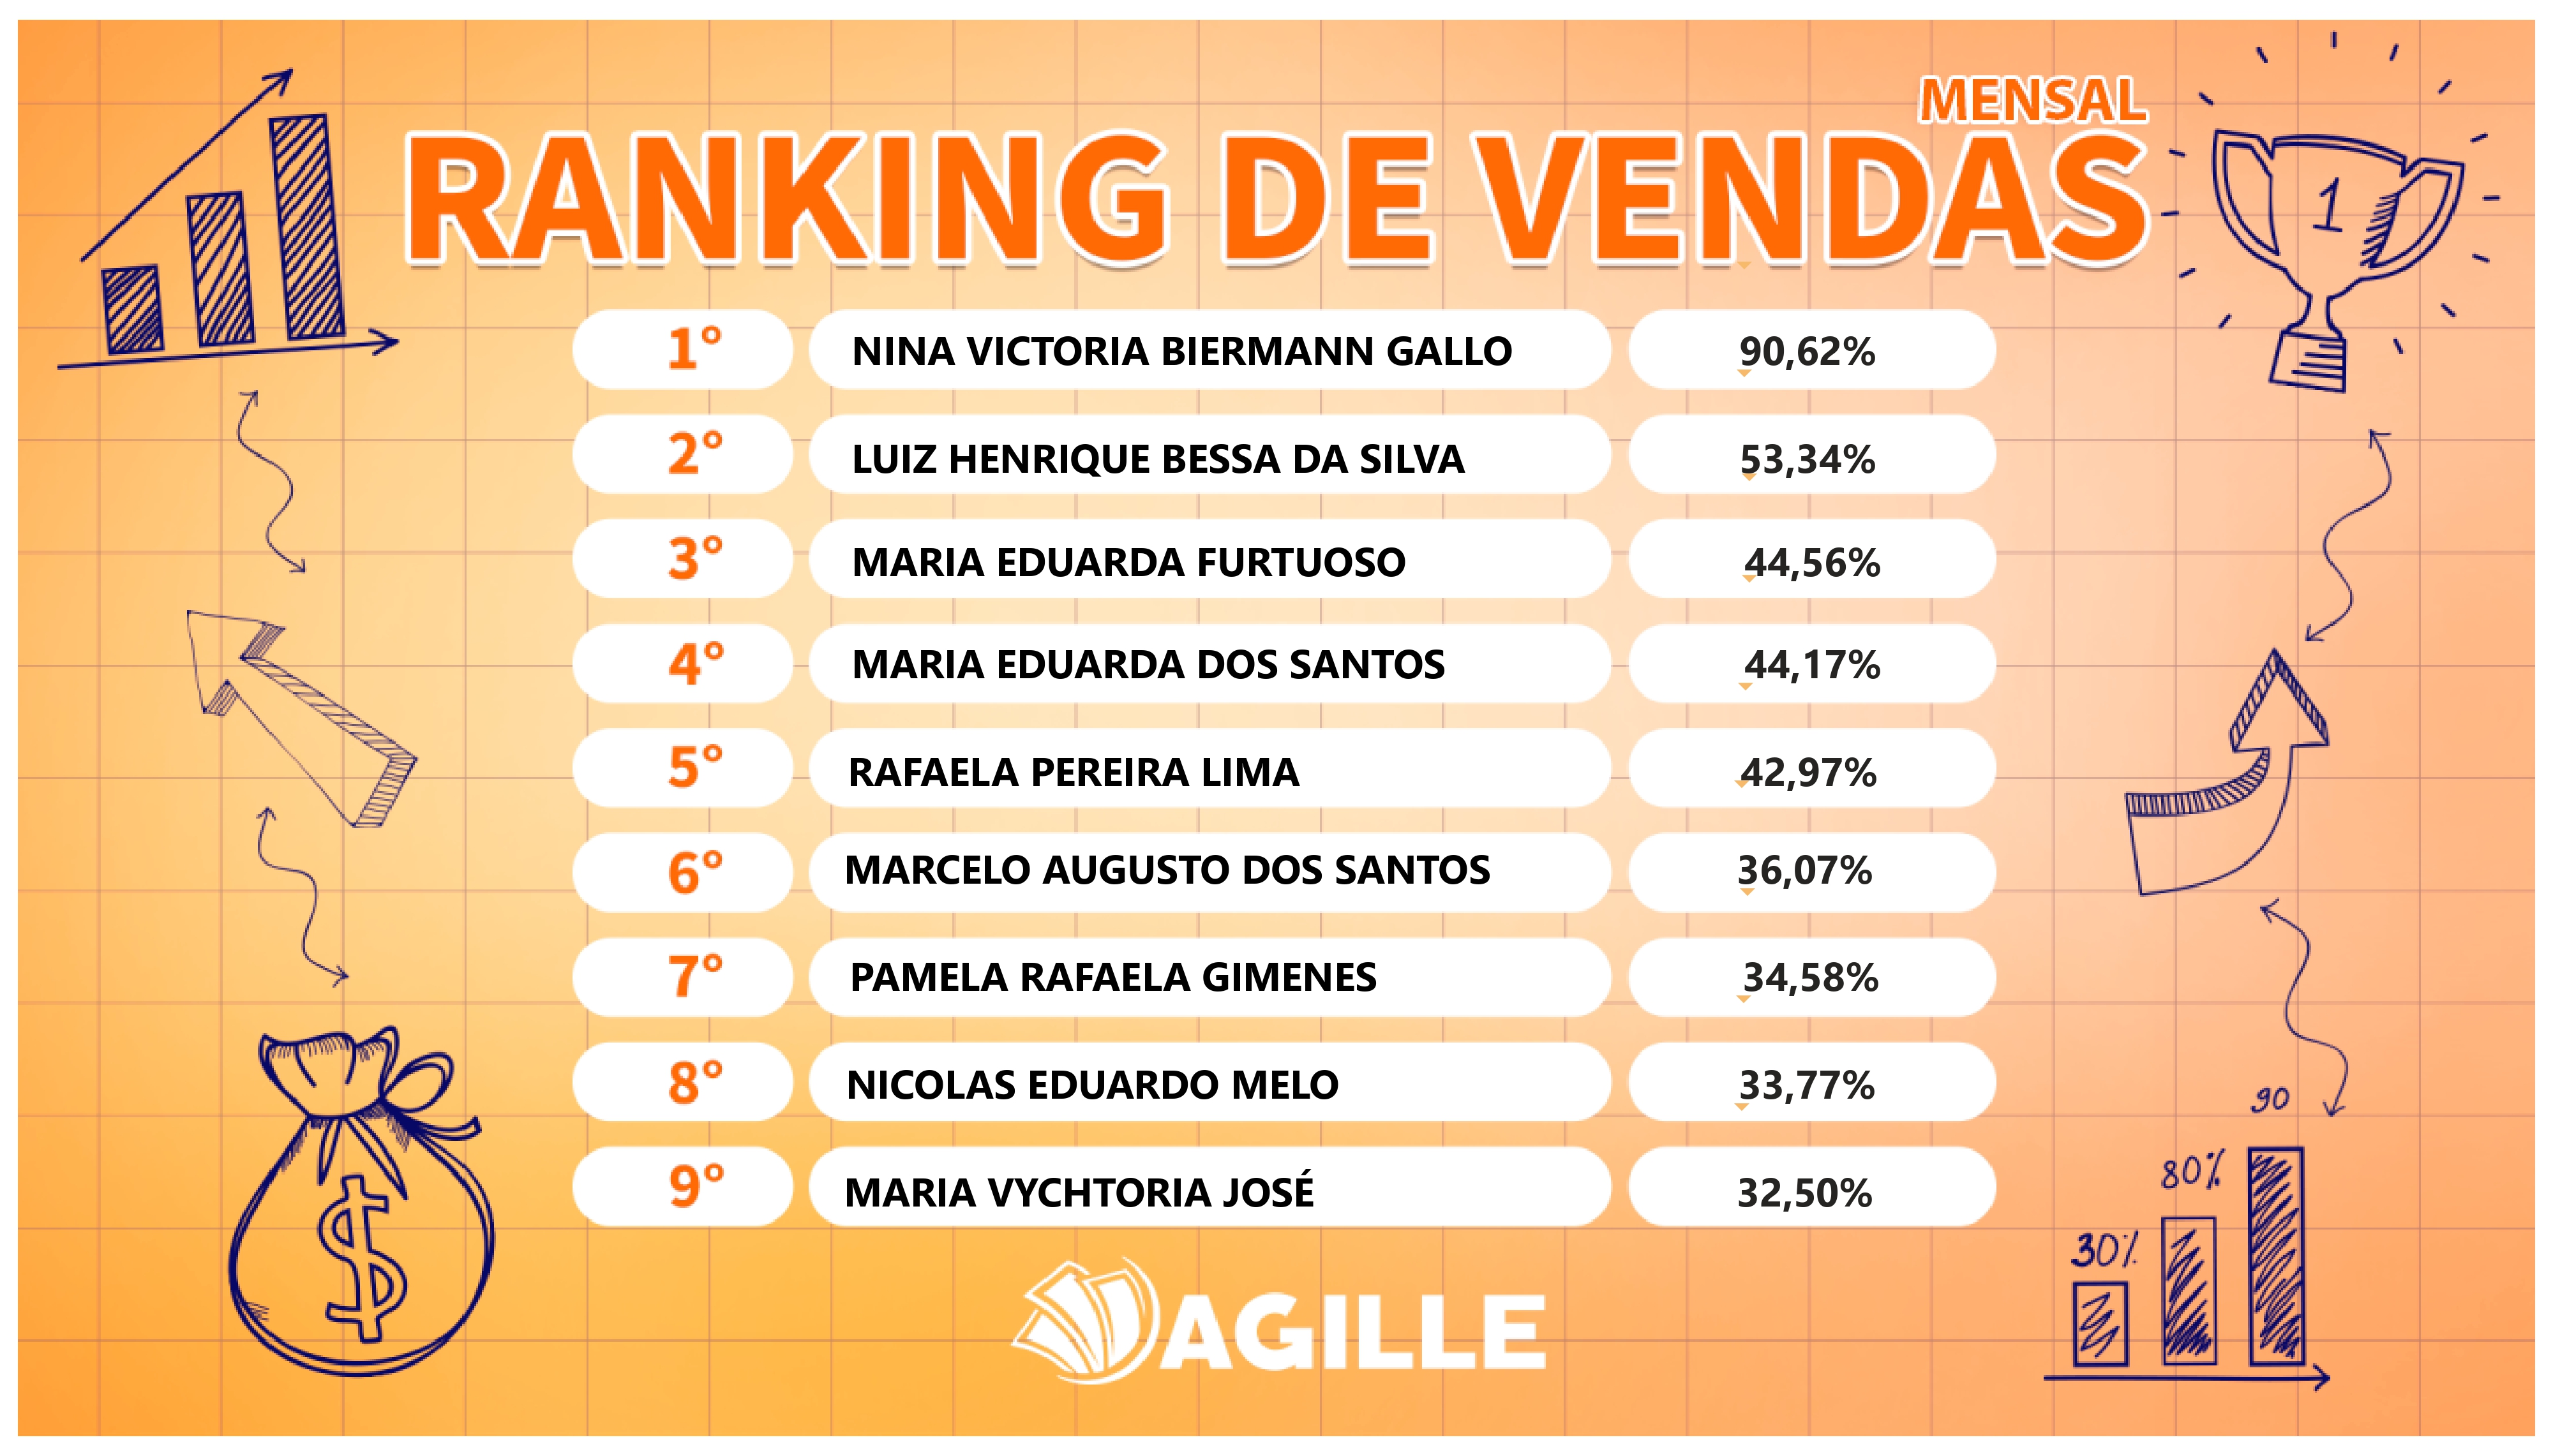 MENSAL
RANKING DE VENDAS
1
1° NINA VICTORIA BIERMANN GALLO 90,62%
2° LUIZ HENRIQUE BESSA DA SILVA 53,34%
3° MARIA EDUARDA FURTUOSO 44,56%
4° MARIA EDUARDA DOS SANTOS 44,17%
5° RAFAELA PEREIRA LIMA 42,97%
6° MARCELO AUGUSTO DOS SANTOS 36,07%
7° PAMELA RAFAELA GIMENES 34,58%
8° NICOLAS EDUARDO MELO 33,77%
9° MARIA VYCHTORIA JOSÉ 32,50%
$
30% 80% 90
AGILLE